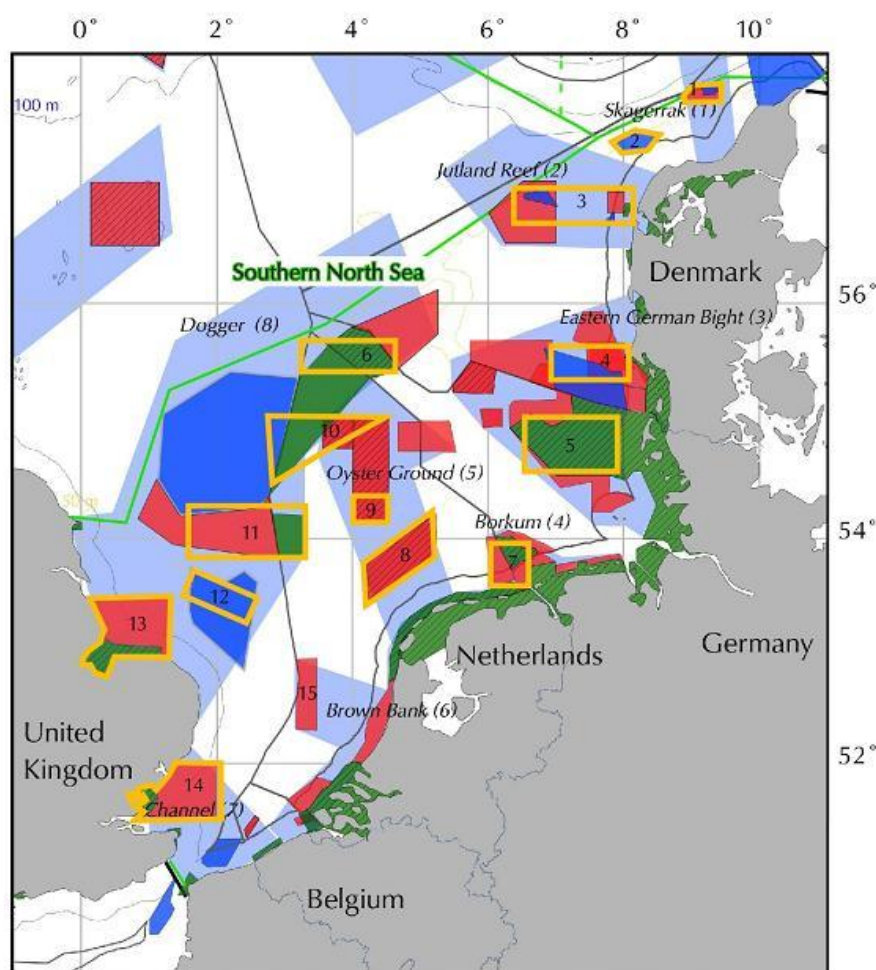 0° 2° 4° 6° 8° 10°
100 m
1
Skagerrak (1)
2
Jutland Reef (2)
3
Denmark
Southern North Sea
56°
Dogger (8)
Eastern German Bight (3)
6
4
10
5
Oyster Ground (5)
50 m
9
Borkum (4)
11
54°
8
7
12
13
Germany
Netherlands
15
Brown Bank (6)
United
Kingdom
52°
14
Channel (7)
Belgium